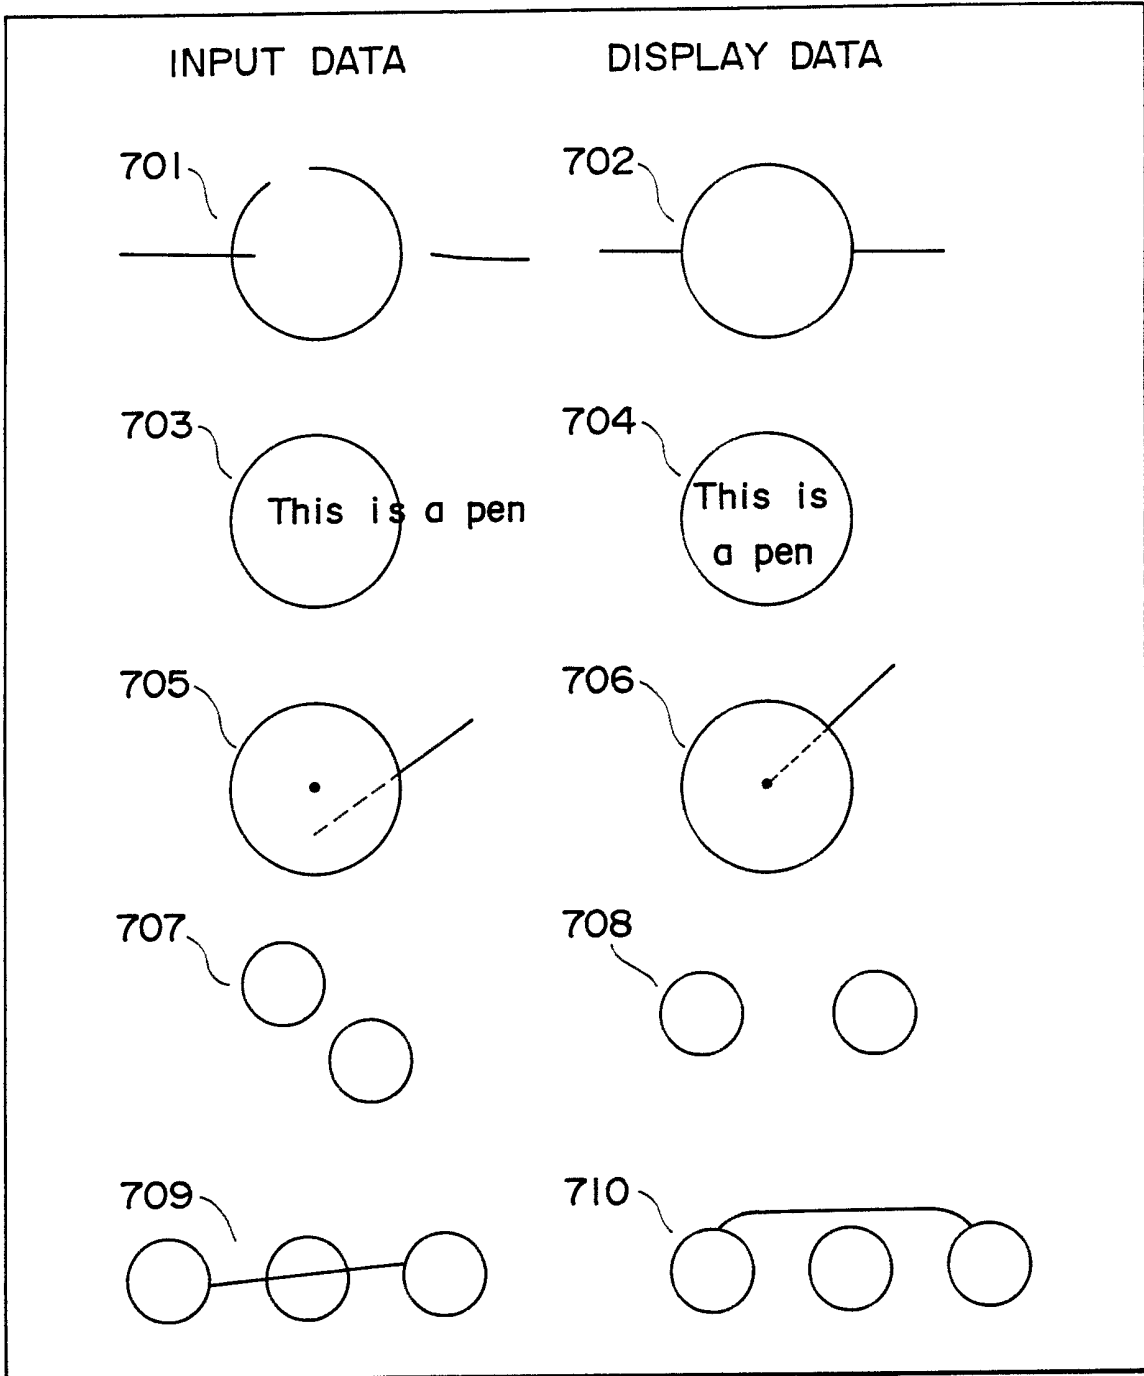 INPUT DATA DISPLAY DATA
701 702
703 704
This is a pen This is
a pen
705 706
707 708
709 710